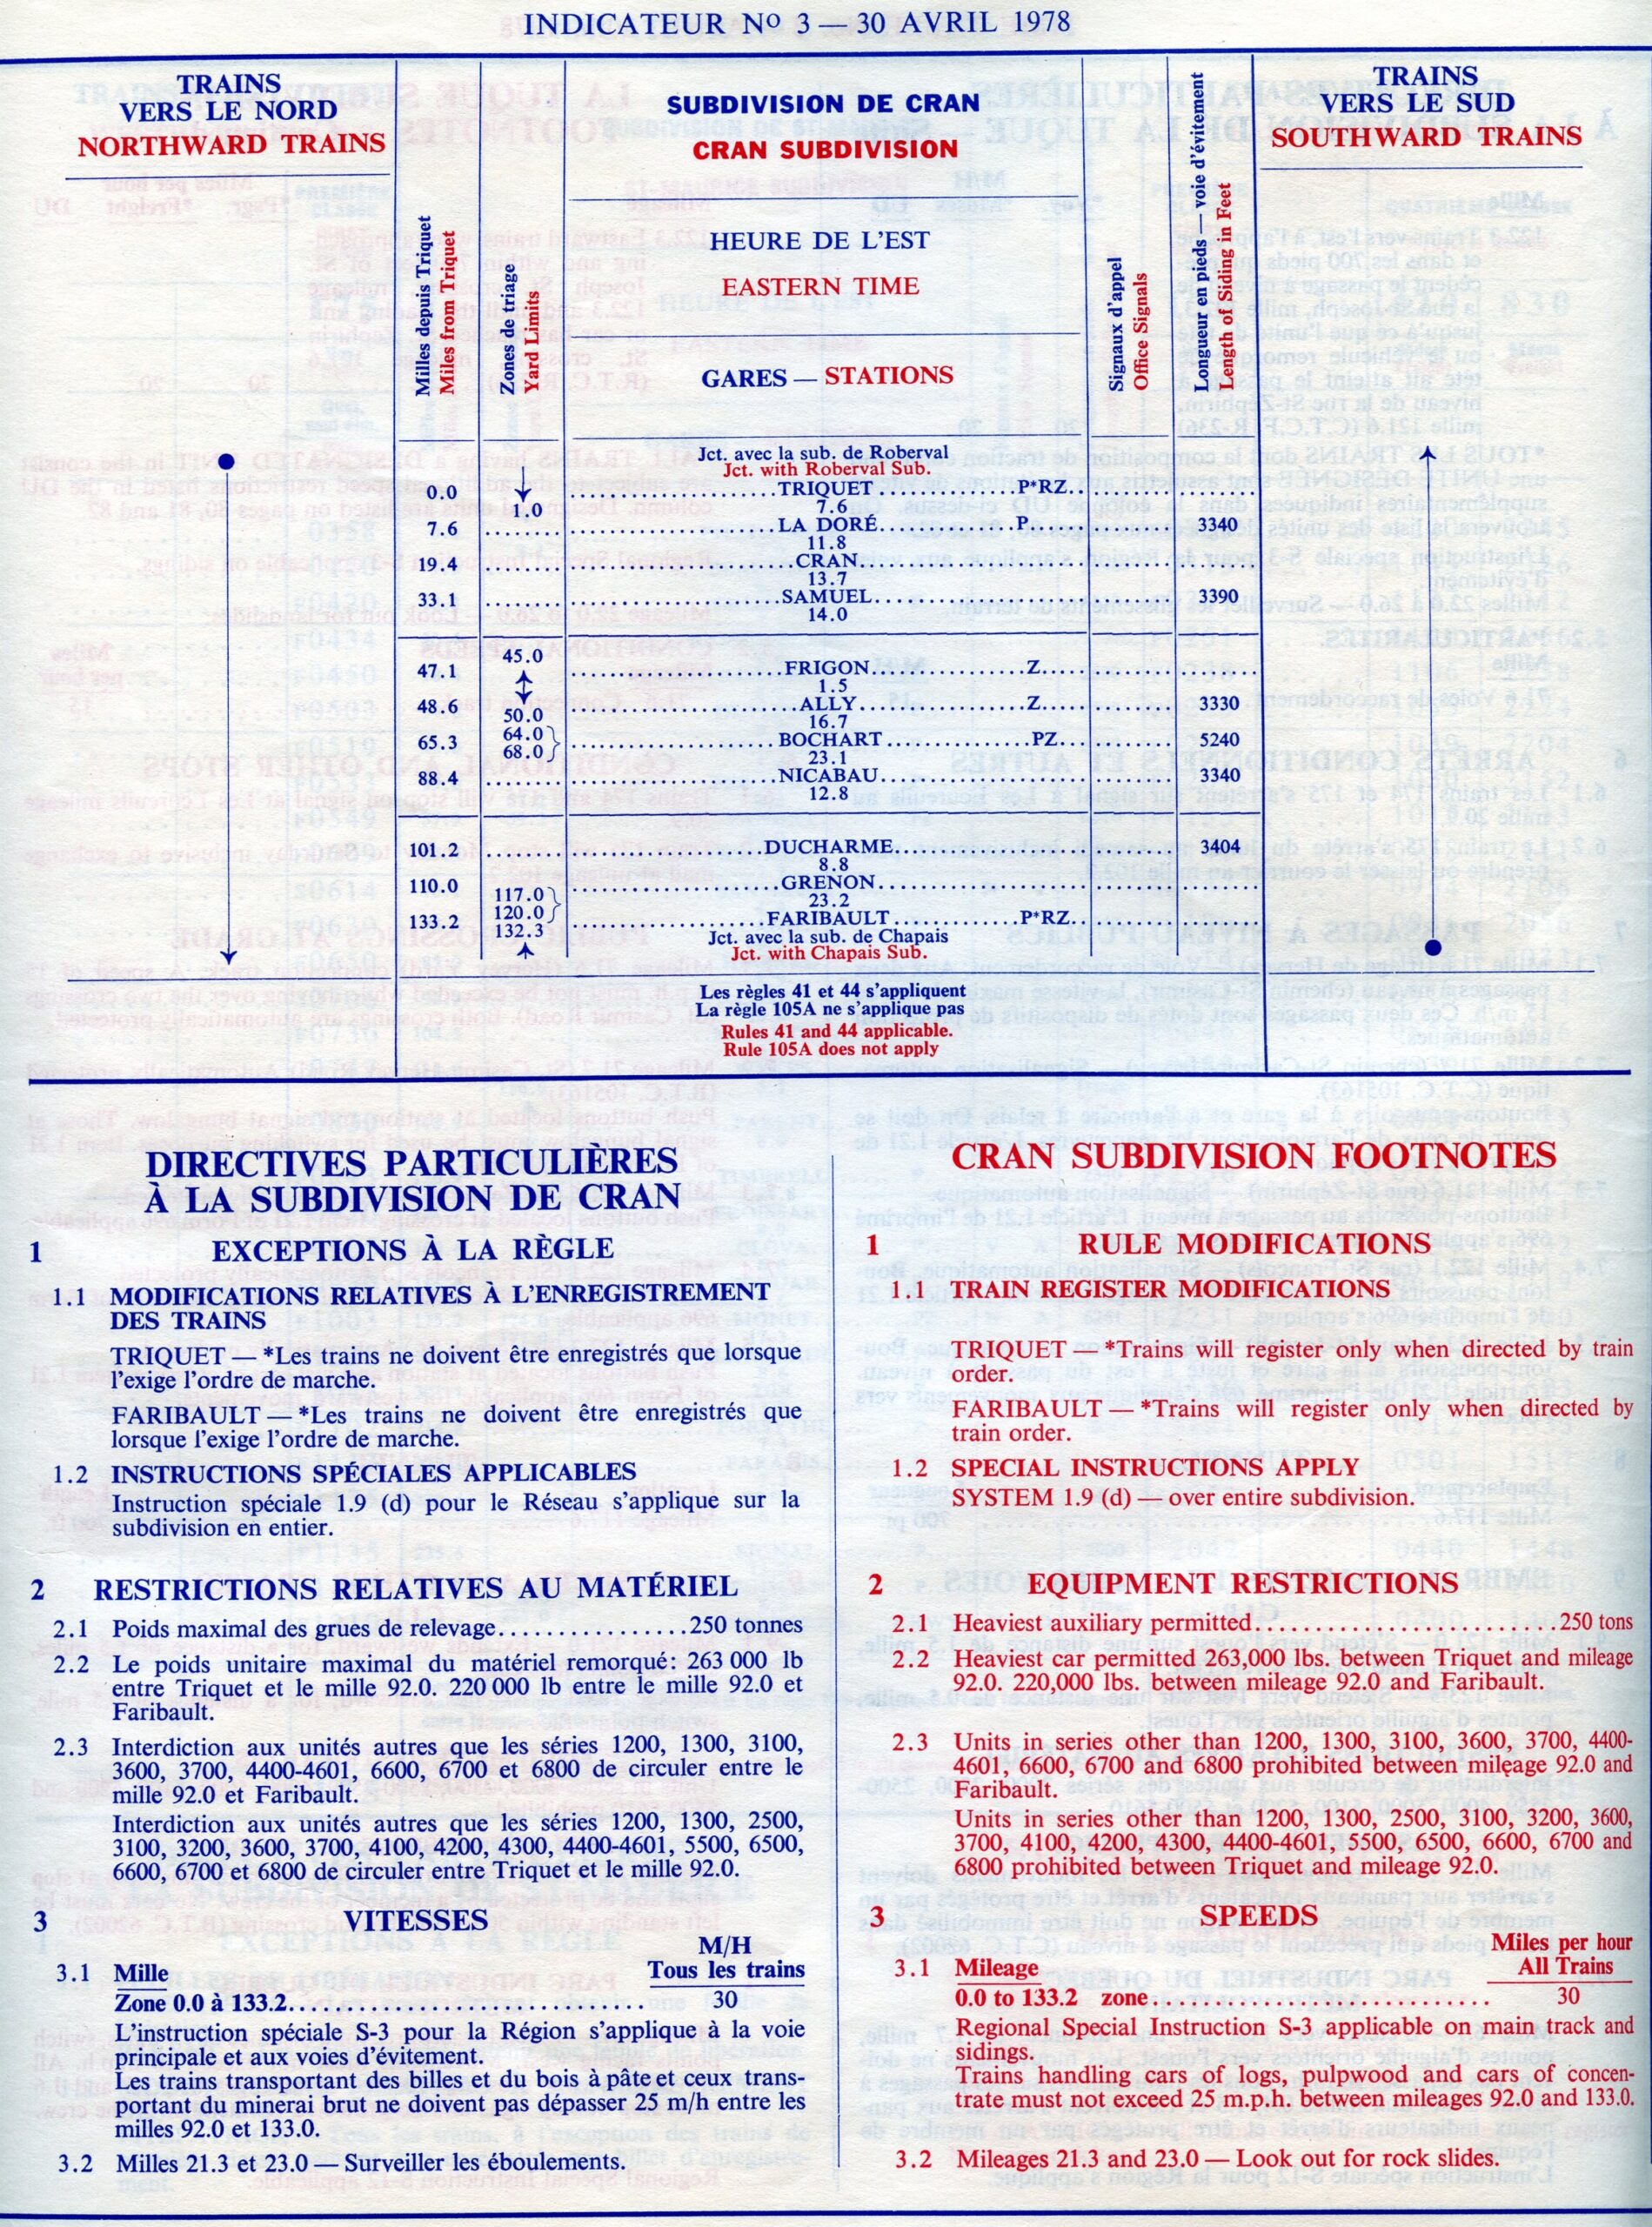 INDICATEUR Nº 3 — 30 AVRIL 1978
TRAINS
VERS LE NORD
NORTHWARD TRAINS
Milles depuis Triquet
Miles from Triquet
Zones de triage
Yard Limits
SUBDIVISION DE CRAN
CRAN SUBDIVISION
HEURE DE L'EST
EASTERN TIME
GARES — STATIONS
Signaux d'appel
Office Signals
Longueur en pieds — voie d'évitement
Length of Siding in Feet
TRAINS
VERS LE SUD
SOUTHWARD TRAINS
Jct. avec la sub. de Roberval
Jct. with Roberval Sub.
0.0 TRIQUET P*RZ
1.0 7.6
7.6 LA DORÉ P 3340
11.8
19.4 CRAN
13.7
33.1 SAMUEL 3390
14.0
45.0
47.1 FRIGON Z
1.5
48.6 ALLY Z 3330
50.0 16.7
64.0
65.3 BOCHART PZ 5240
68.0 23.1
88.4 NICABAU 3340
12.8
101.2 DUCHARME 3404
8.8
110.0 GRENON
117.0 23.2
120.0
133.2 FARIBAULT P*RZ
132.3 Jct. avec la sub. de Chapais
Jct. with Chapais Sub.
Les règles 41 et 44 s'appliquent
La règle 105A ne s'applique pas
Rules 41 and 44 applicable.
Rule 105A does not apply
DIRECTIVES PARTICULIÈRES
À LA SUBDIVISION DE CRAN
1 EXCEPTIONS À LA RÈGLE
1.1 MODIFICATIONS RELATIVES À L'ENREGISTREMENT
DES TRAINS
TRIQUET — *Les trains ne doivent être enregistrés que lorsque
l'exige l'ordre de marche.
FARIBAULT — *Les trains ne doivent être enregistrés que
lorsque l'exige l'ordre de marche.
1.2 INSTRUCTIONS SPÉCIALES APPLICABLES
Instruction spéciale 1.9 (d) pour le Réseau s'applique sur la
subdivision en entier.
2 RESTRICTIONS RELATIVES AU MATÉRIEL
2.1 Poids maximal des grues de relevage................250 tonnes
2.2 Le poids unitaire maximal du matériel remorqué: 263 000 lb
entre Triquet et le mille 92.0. 220 000 lb entre le mille 92.0 et
Faribault.
2.3 Interdiction aux unités autres que les séries 1200, 1300, 3100,
3600, 3700, 4400-4601, 6600, 6700 et 6800 de circuler entre le
mille 92.0 et Faribault.
Interdiction aux unités autres que les séries 1200, 1300, 2500,
3100, 3200, 3600, 3700, 4100, 4200, 4300, 4400-4601, 5500, 6500,
6600, 6700 et 6800 de circuler entre Triquet et le mille 92.0.
3 VITESSES
M/H
3.1 Mille Tous les trains
Zone 0.0 à 133.2................................ 30
L'instruction spéciale S-3 pour la Région s'applique à la voie
principale et aux voies d'évitement.
Les trains transportant des billes et du bois à pâte et ceux trans-
portant du minerai brut ne doivent pas dépasser 25 m/h entre les
milles 92.0 et 133.0.
3.2 Milles 21.3 et 23.0 — Surveiller les éboulements.
CRAN SUBDIVISION FOOTNOTES
1 RULE MODIFICATIONS
1.1 TRAIN REGISTER MODIFICATIONS
TRIQUET — *Trains will register only when directed by train
order.
FARIBAULT — *Trains will register only when directed by
train order.
1.2 SPECIAL INSTRUCTIONS APPLY
SYSTEM 1.9 (d) — over entire subdivision.
2 EQUIPMENT RESTRICTIONS
2.1 Heaviest auxiliary permitted..........................250 tons
2.2 Heaviest car permitted 263,000 lbs. between Triquet and mileage
92.0. 220,000 lbs. between mileage 92.0 and Faribault.
2.3 Units in series other than 1200, 1300, 3100, 3600, 3700, 4400-
4601, 6600, 6700 and 6800 prohibited between mileage 92.0 and
Faribault.
Units in series other than 1200, 1300, 2500, 3100, 3200, 3600,
3700, 4100, 4200, 4300, 4400-4601, 5500, 6500, 6600, 6700 and
6800 prohibited between Triquet and mileage 92.0.
3 SPEEDS
Miles per hour
3.1 Mileage All Trains
0.0 to 133.2 zone.............................. 30
Regional Special Instruction S-3 applicable on main track and
sidings.
Trains handling cars of logs, pulpwood and cars of concen-
trate must not exceed 25 m.p.h. between mileages 92.0 and 133.0.
3.2 Mileages 21.3 and 23.0 — Look out for rock slides.